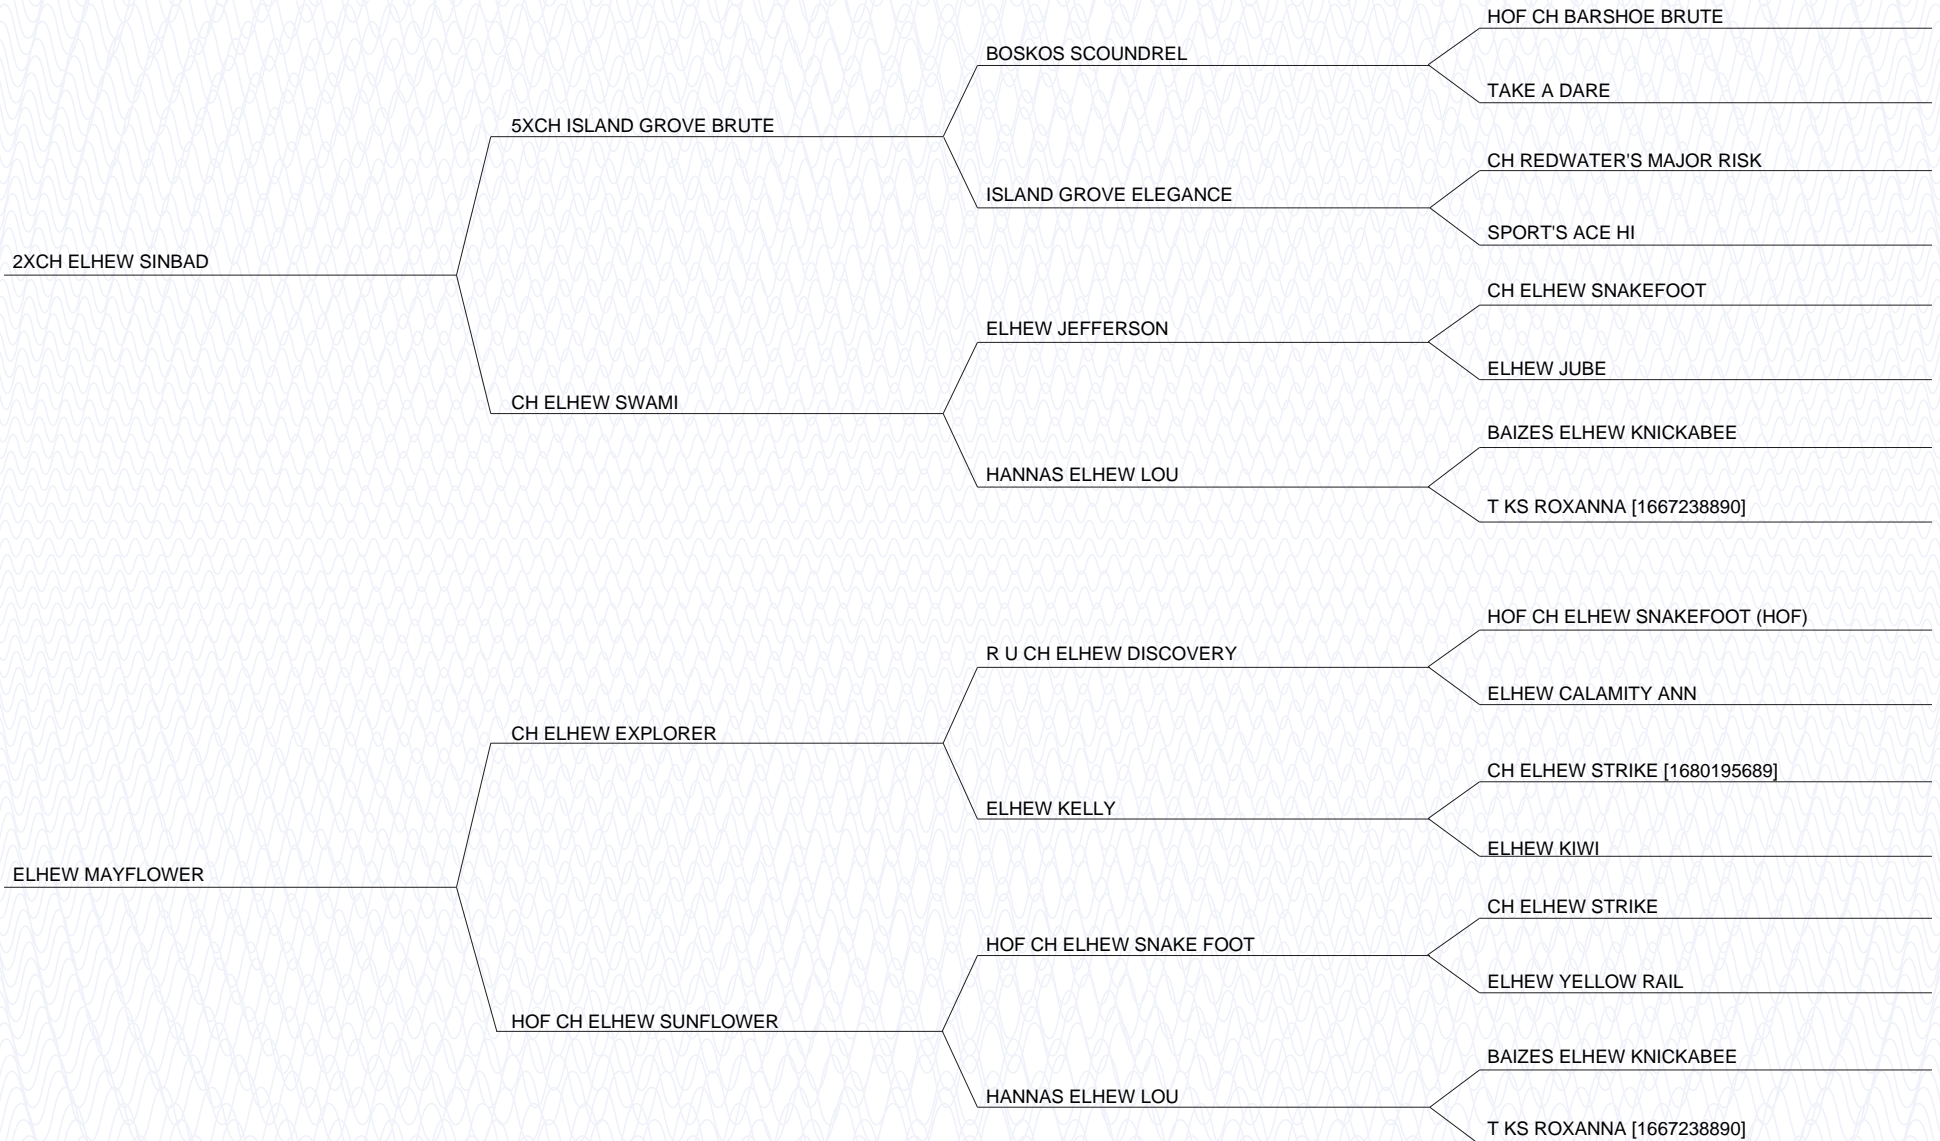 HOF CH BARSHOE BRUTE
BOSKOS SCOUNDREL
TAKE A DARE
5XCH ISLAND GROVE BRUTE
CH REDWATER'S MAJOR RISK
ISLAND GROVE ELEGANCE
SPORT'S ACE HI
2XCH ELHEW SINBAD
CH ELHEW SNAKEFOOT
ELHEW JEFFERSON
ELHEW JUBE
CH ELHEW SWAMI
BAIZES ELHEW KNICKABEE
HANNAS ELHEW LOU
T KS ROXANNA [1667238890]
HOF CH ELHEW SNAKEFOOT (HOF)
R U CH ELHEW DISCOVERY
ELHEW CALAMITY ANN
CH ELHEW EXPLORER
CH ELHEW STRIKE [1680195689]
ELHEW KELLY
ELHEW KIWI
ELHEW MAYFLOWER
CH ELHEW STRIKE
HOF CH ELHEW SNAKE FOOT
ELHEW YELLOW RAIL
HOF CH ELHEW SUNFLOWER
BAIZES ELHEW KNICKABEE
HANNAS ELHEW LOU
T KS ROXANNA [1667238890]